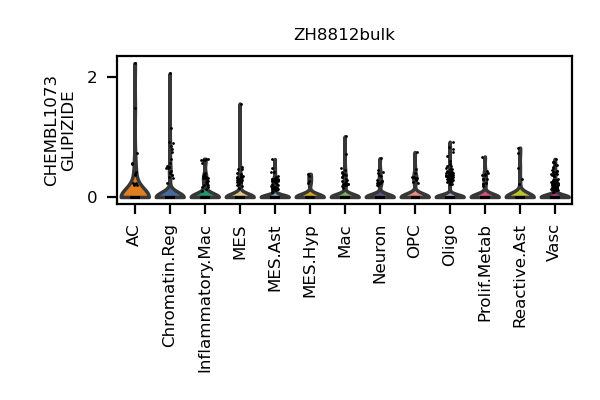 ZH8812bulk
CHEMBL1073
GLIPIZIDE
2
0
AC
Chromatin.Reg
Inflammatory.Mac
MES
MES.Ast
MES.Hyp
Mac
Neuron
OPC
Oligo
Prolif.Metab
Reactive.Ast
Vasc